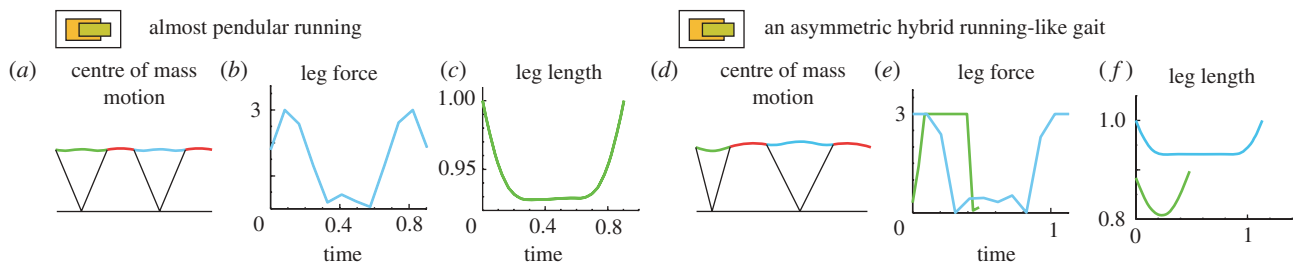 almost pendular running
an asymmetric hybrid running-like gait
(a) centre of mass motion
(b) leg force
3
0 0.4 0.8
time
(c) leg length
1.00
0.95
0 0.4 0.8
time
(d) centre of mass motion
(e) leg force
3
0 1
time
(f) leg length
1.0
0.8
0 1